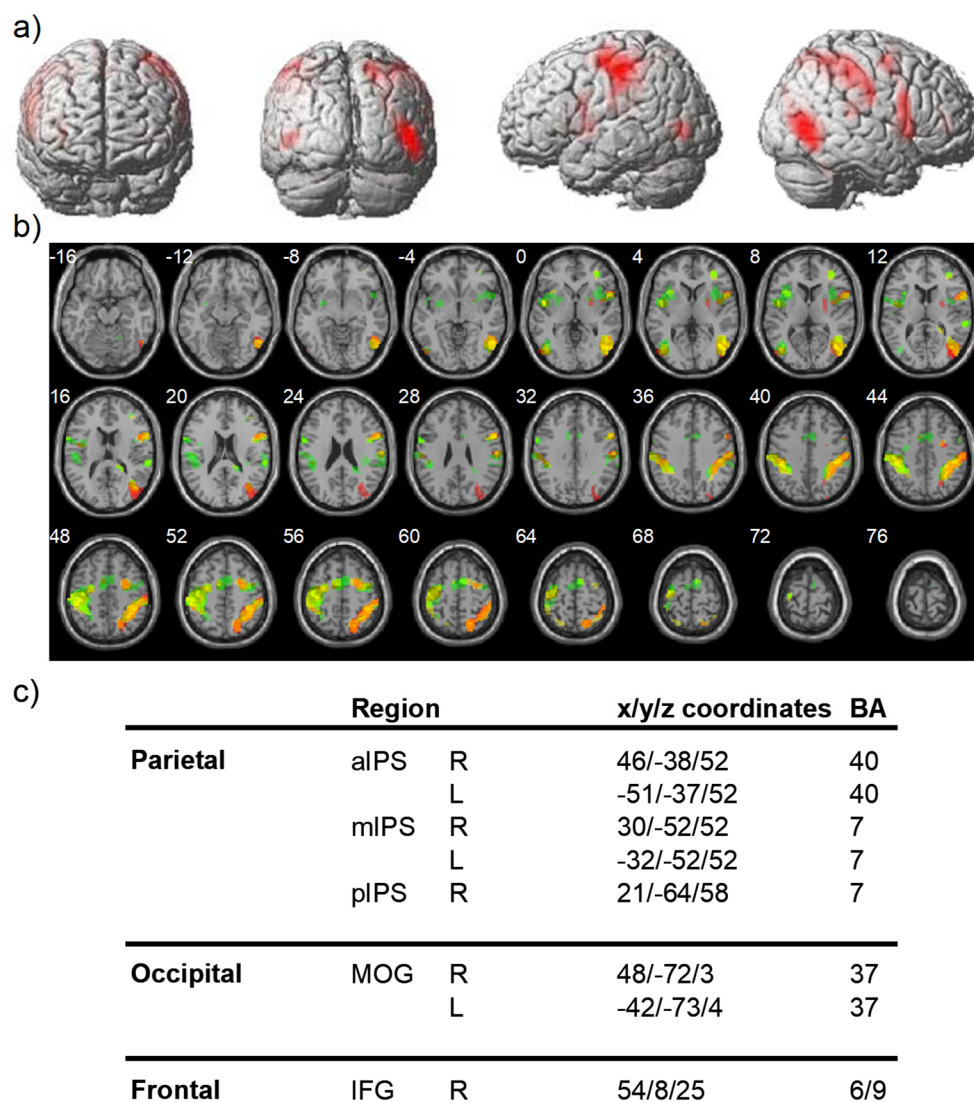 a)
b)
-16 -12 -8 -4 0 4 8 12
16 20 24 28 32 36 40 44
48 52 56 60 64 68 72 76
c)
Region x/y/z coordinates BA
Parietal aIPS R 46/-38/52 40
L -51/-37/52 40
mIPS R 30/-52/52 7
L -32/-52/52 7
pIPS R 21/-64/58 7
Occipital MOG R 48/-72/3 37
L -42/-73/4 37
Frontal IFG R 54/8/25 6/9